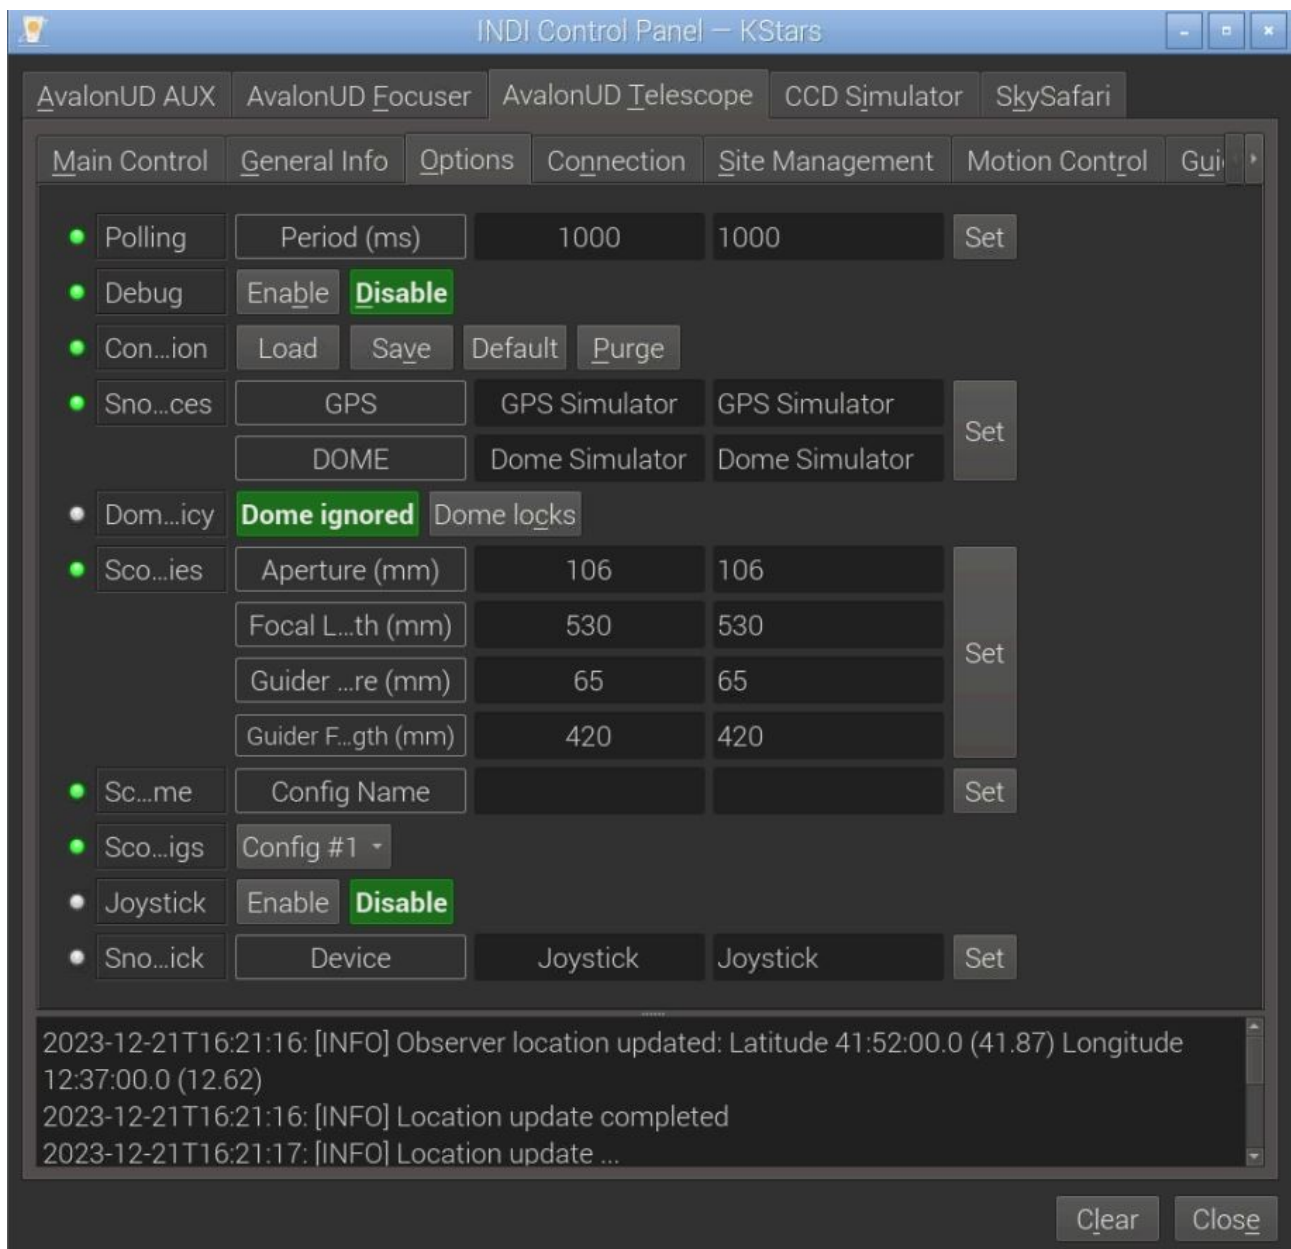 INDI Control Panel — KStars
AvalonUD AUX AvalonUD Focuser AvalonUD Telescope CCD Simulator SkySafari
Main Control General Info Options Connection Site Management Motion Control Gui
Polling Period (ms) 1000 1000 Set
Debug Enable Disable
Con...ion Load Save Default Purge
Sno...ces GPS GPS Simulator GPS Simulator
Set
DOME Dome Simulator Dome Simulator
Dom...icy Dome ignored Dome locks
Sco...ies Aperture (mm) 106 106
Focal L...th (mm) 530 530
Set
Guider ...re (mm) 65 65
Guider F...gth (mm) 420 420
Sc...me Config Name Set
Sco...igs Config #1
Joystick Enable Disable
Sno...ick Device Joystick Joystick Set
2023-12-21T16:21:16: [INFO] Observer location updated: Latitude 41:52:00.0 (41.87) Longitude
12:37:00.0 (12.62)
2023-12-21T16:21:16: [INFO] Location update completed
2023-12-21T16:21:17: [INFO] Location update ...
Clear Close